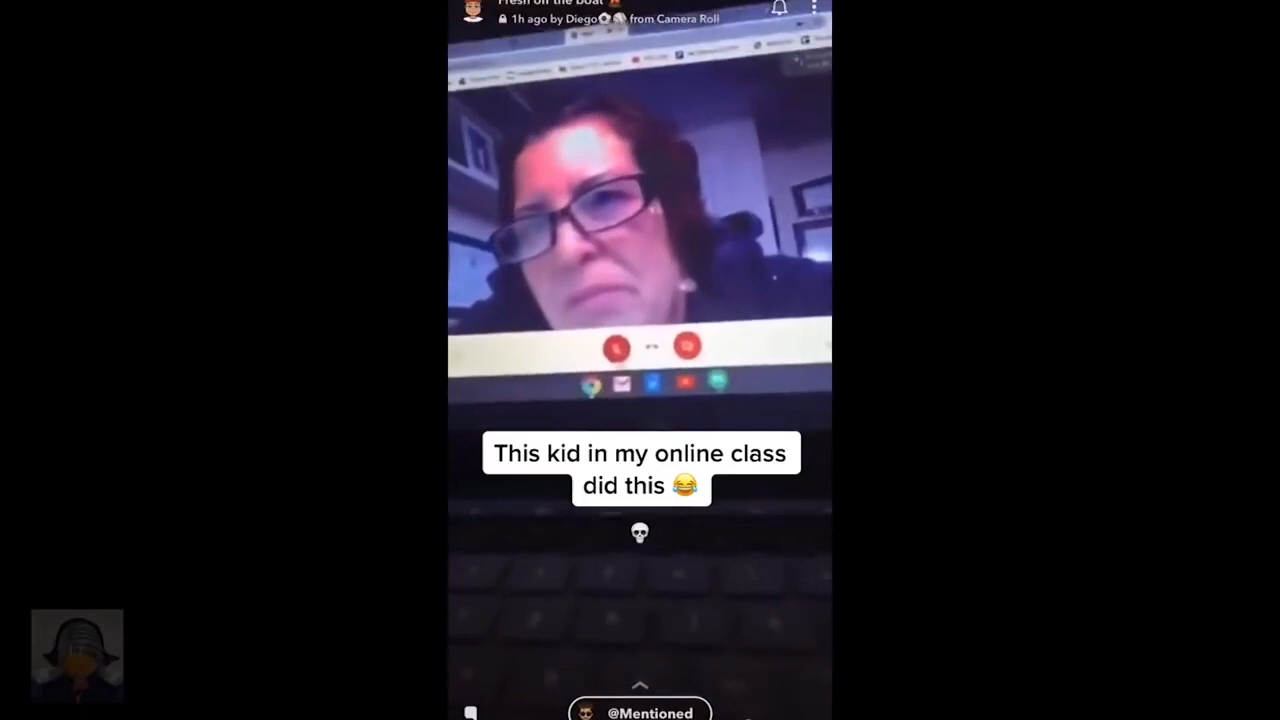 Fresh off the boat
1h ago by Diego⚽ from Camera Roll
This kid in my online class
did this 😂
💀
@Mentioned